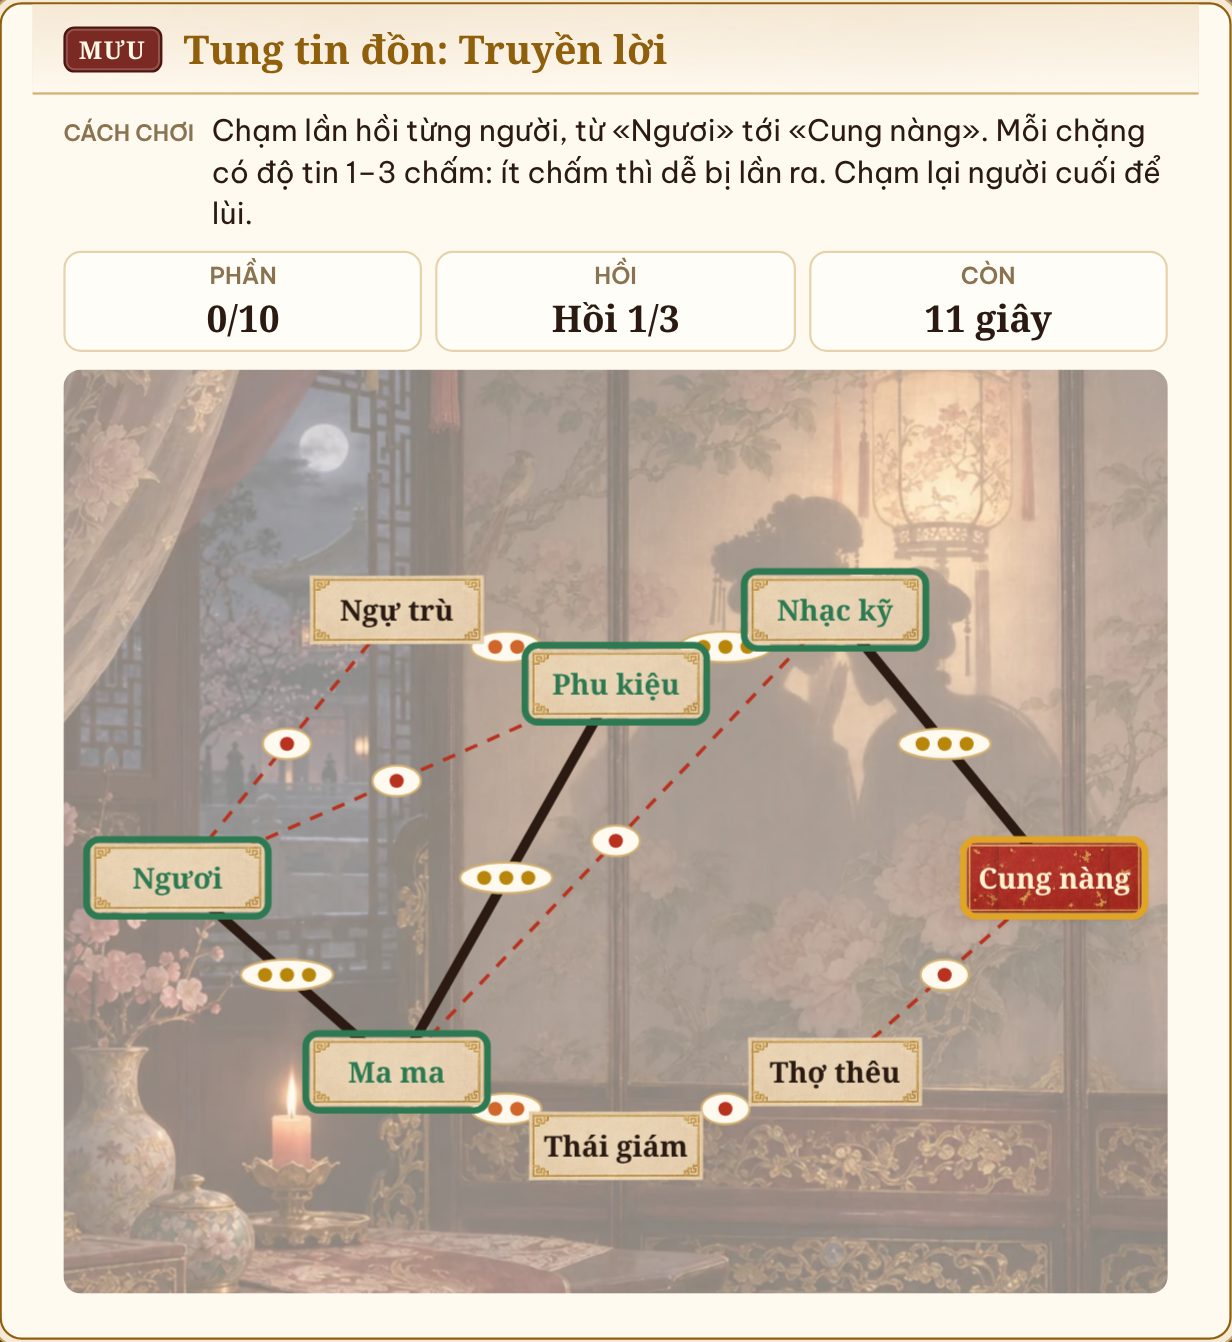 MƯU Tung tin đồn: Truyền lời
CÁCH CHƠI Chạm lần hồi từng người, từ «Ngươi» tới «Cung nàng». Mỗi chặng
có độ tin 1–3 chấm: ít chấm thì dễ bị lần ra. Chạm lại người cuối để
lùi.
PHẦN HỒI CÒN
0/10 Hồi 1/3 11 giây
Ngự trù Nhạc kỹ
Phu kiệu
Ngươi Cung nàng
Ma ma Thợ thêu
Thái giám